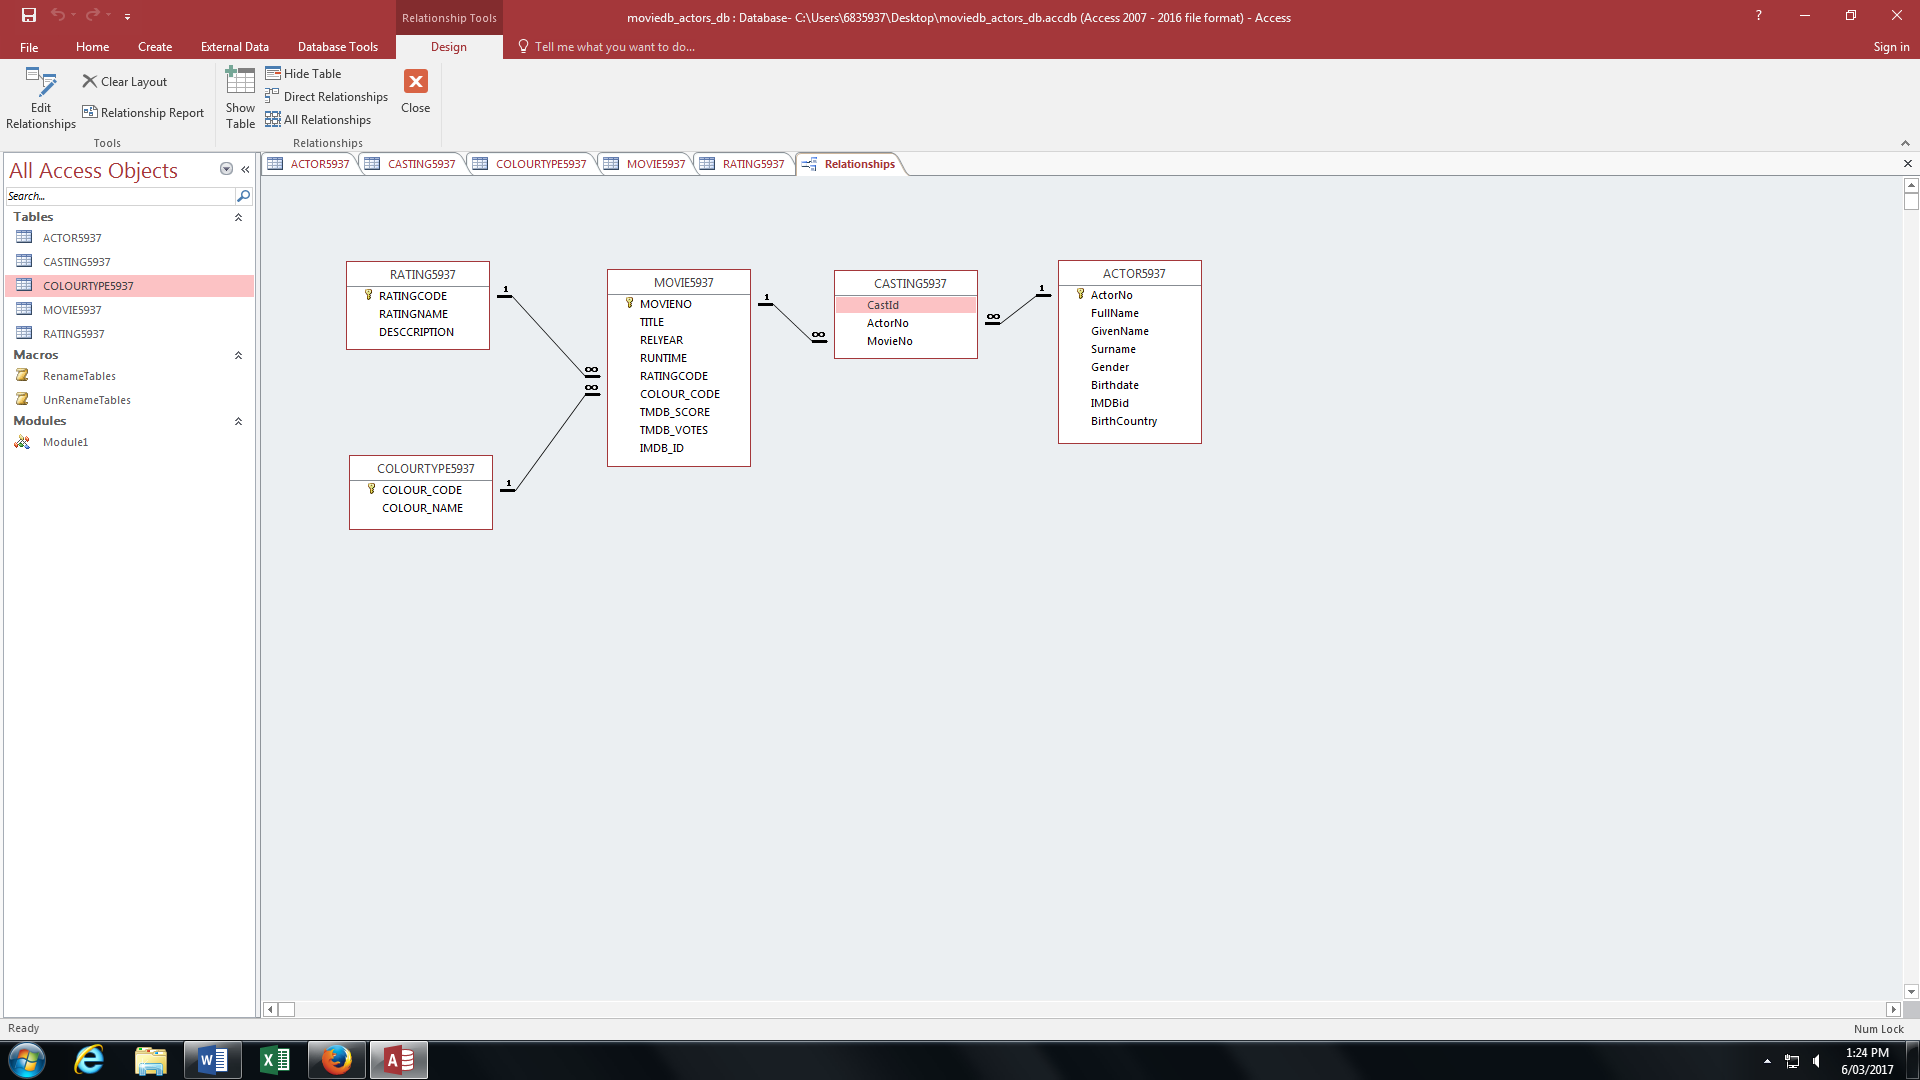 Relationship Tools
moviedb_actors_db : Database- C:\Users\6835937\Desktop\moviedb_actors_db.accdb (Access 2007 - 2016 file format) - Access
?
File Home Create External Data Database Tools Design Tell me what you want to do... Sign in
Edit Relationships
Clear Layout
Relationship Report
Tools
Show Table
Hide Table
Direct Relationships
All Relationships
Relationships
Close
All Access Objects
Search...
Tables
ACTOR5937
CASTING5937
COLOURTYPE5937
MOVIE5937
RATING5937
Macros
RenameTables
UnRenameTables
Modules
Module1
ACTOR5937 CASTING5937 COLOURTYPE5937 MOVIE5937 RATING5937 Relationships
RATING5937
RATINGCODE
RATINGNAME
DESCCRIPTION
1
∞
COLOURTYPE5937
COLOUR_CODE
COLOUR_NAME
1
∞
MOVIE5937
MOVIENO
TITLE
RELYEAR
RUNTIME
RATINGCODE
COLOUR_CODE
TMDB_SCORE
TMDB_VOTES
IMDB_ID
1
∞
CASTING5937
CastId
ActorNo
MovieNo
∞
1
ACTOR5937
ActorNo
FullName
GivenName
Surname
Gender
Birthdate
IMDBid
BirthCountry
Ready
Num Lock
1:24 PM
6/03/2017